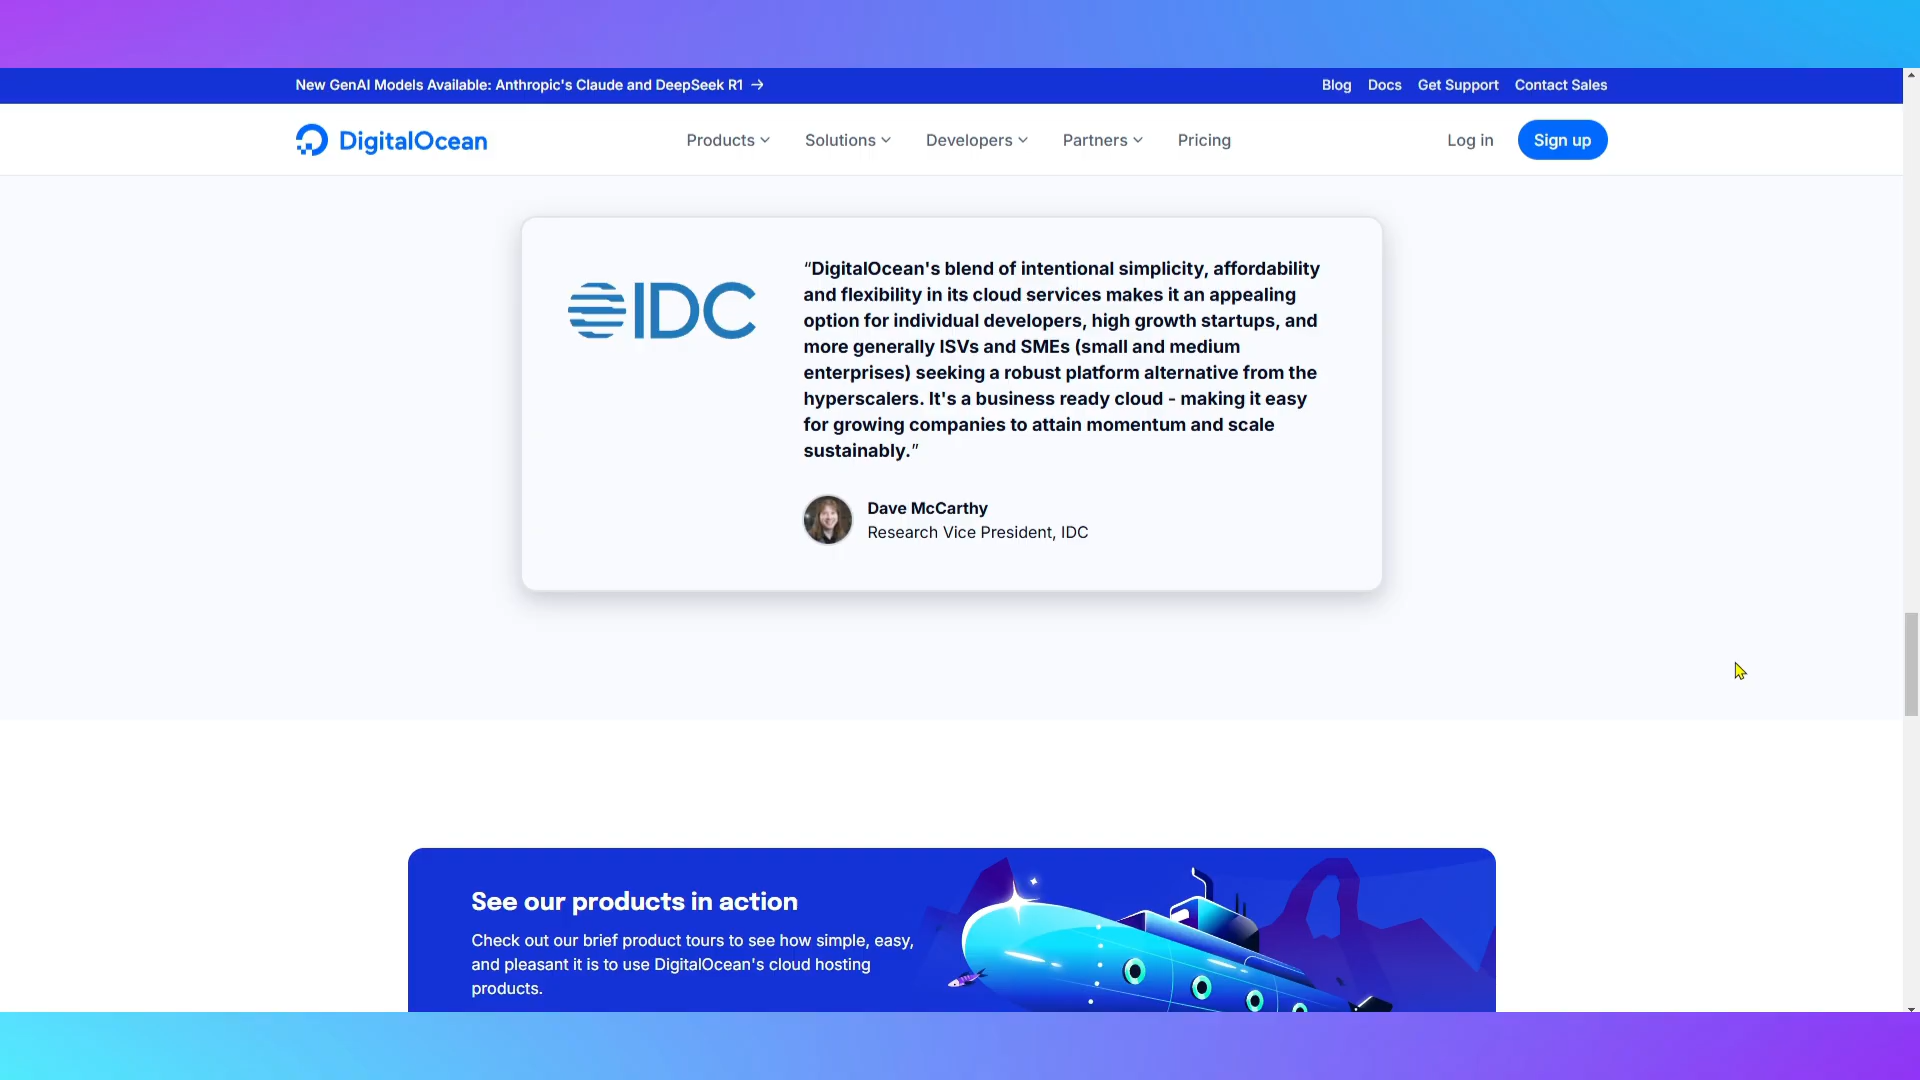 New GenAI Models Available: Anthropic's Claude and DeepSeek R1 →
Blog Docs Get Support Contact Sales
DigitalOcean
Products Solutions Developers Partners Pricing
Log in Sign up
IDC
“DigitalOcean's blend of intentional simplicity, affordability
and flexibility in its cloud services makes it an appealing
option for individual developers, high growth startups, and
more generally ISVs and SMEs (small and medium
enterprises) seeking a robust platform alternative from the
hyperscalers. It's a business ready cloud - making it easy
for growing companies to attain momentum and scale
sustainably.”
Dave McCarthy
Research Vice President, IDC
See our products in action
Check out our brief product tours to see how simple, easy,
and pleasant it is to use DigitalOcean's cloud hosting
products.